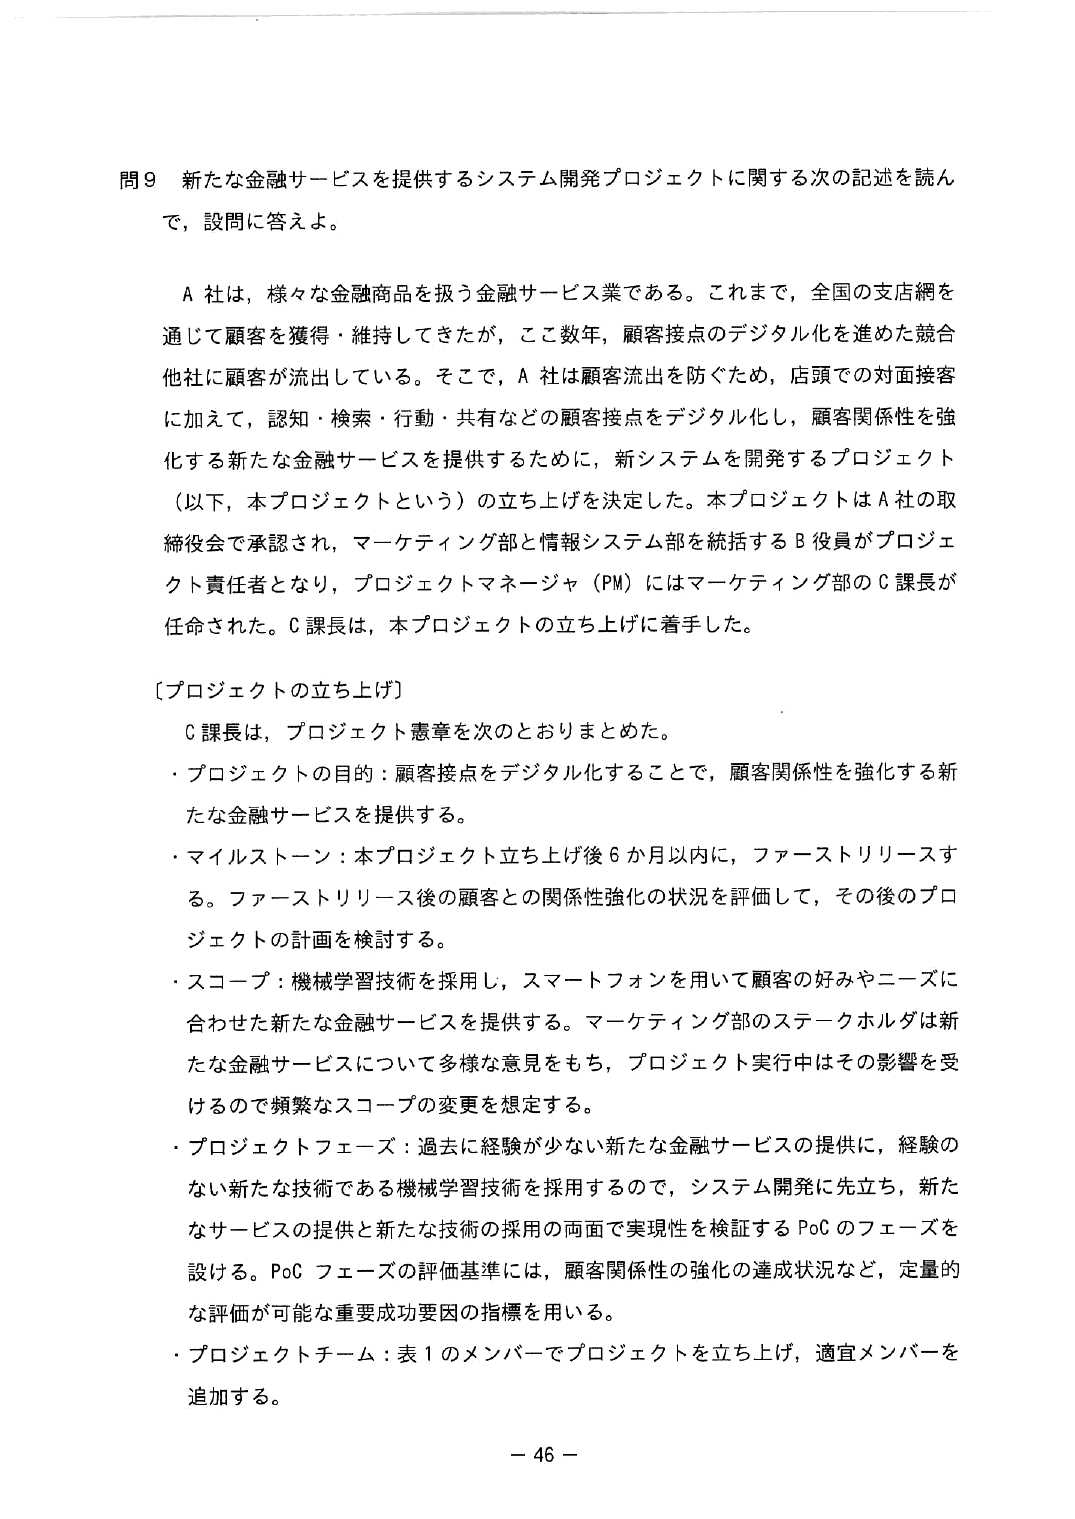 問９　新たな金融サービスを提供するシステム開発プロジェクトに関する次の記述を読ん
で，設問に答えよ。
A 社は，様々な金融商品を扱う金融サービス業である。これまで，全国の支店網を
通じて顧客を獲得・維持してきたが，ここ数年，顧客接点のデジタル化を進めた競合
他社に顧客が流出している。そこで，A 社は顧客流出を防ぐため，店頭での対面接客
に加えて，認知・検索・行動・共有などの顧客接点をデジタル化し，顧客関係性を強
化する新たな金融サービスを提供するために，新システムを開発するプロジェクト
（以下，本プロジェクトという）の立ち上げを決定した。本プロジェクトは A 社の取
締役会で承認され，マーケティング部と情報システム部を統括する B 役員がプロジェ
クト責任者となり，プロジェクトマネージャ（PM）にはマーケティング部の C 課長が
任命された。C 課長は，本プロジェクトの立ち上げに着手した。
〔プロジェクトの立ち上げ〕
C 課長は，プロジェクト憲章を次のとおりまとめた。
・プロジェクトの目的：顧客接点をデジタル化することで，顧客関係性を強化する新
たな金融サービスを提供する。
・マイルストーン：本プロジェクト立ち上げ後 6 か月以内に，ファーストリリースす
る。ファーストリリース後の顧客との関係性強化の状況を評価して，その後のプロ
ジェクトの計画を検討する。
・スコープ：機械学習技術を採用し，スマートフォンを用いて顧客の好みやニーズに
合わせた新たな金融サービスを提供する。マーケティング部のステークホルダは新
たな金融サービスについて多様な意見をもち，プロジェクト実行中はその影響を受
けるので頻繁なスコープの変更を想定する。
・プロジェクトフェーズ：過去に経験が少ない新たな金融サービスの提供に，経験の
ない新たな技術である機械学習技術を採用するので，システム開発に先立ち，新た
なサービスの提供と新たな技術の採用の両面で実現性を検証する PoC のフェーズを
設ける。PoC フェーズの評価基準には，顧客関係性の強化の達成状況など，定量的
な評価が可能な重要成功要因の指標を用いる。
・プロジェクトチーム：表 1 のメンバーでプロジェクトを立ち上げ，適宜メンバーを
追加する。
－ 46 －